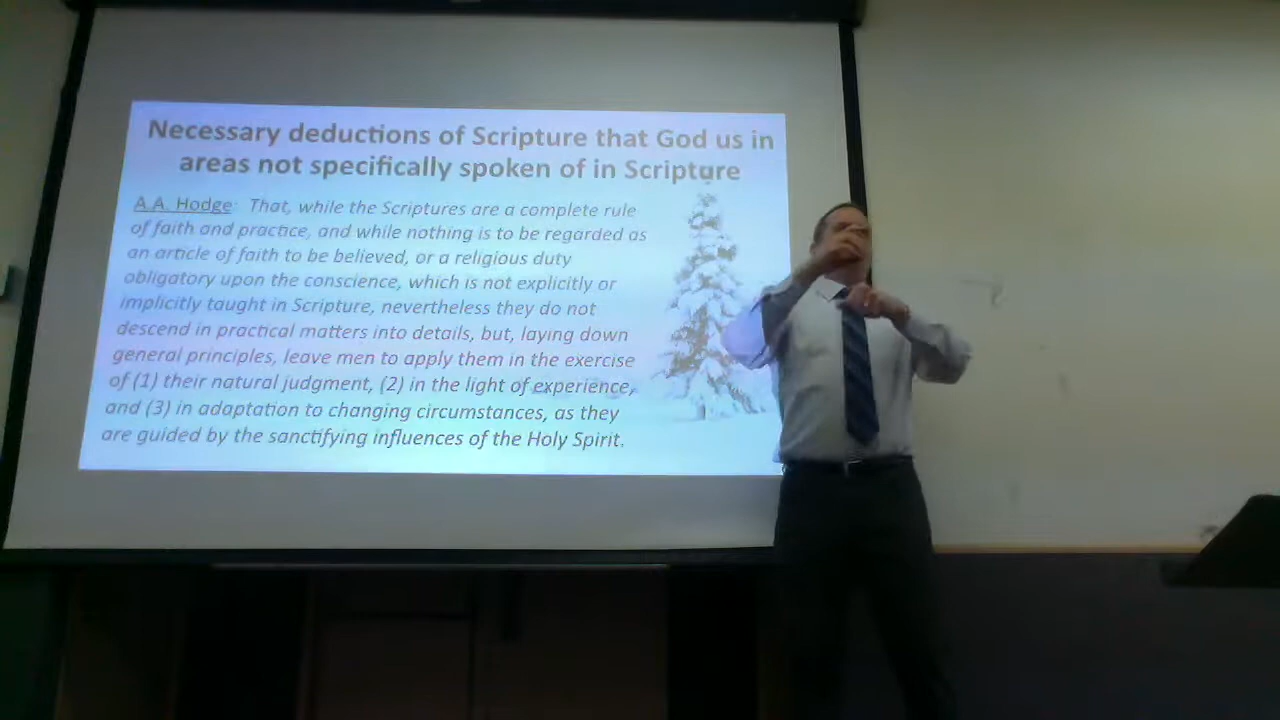 Necessary deductions of Scripture that God us in
areas not specifically spoken of in Scripture
A.A. Hodge: That, while the Scriptures are a complete rule
of faith and practice, and while nothing is to be regarded as
an article of faith to be believed, or a religious duty
obligatory upon the conscience, which is not explicitly or
implicitly taught in Scripture, nevertheless they do not
descend in practical matters into details, but, laying down
general principles, leave men to apply them in the exercise
of (1) their natural judgment, (2) in the light of experience,
and (3) in adaptation to changing circumstances, as they
are guided by the sanctifying influences of the Holy Spirit.